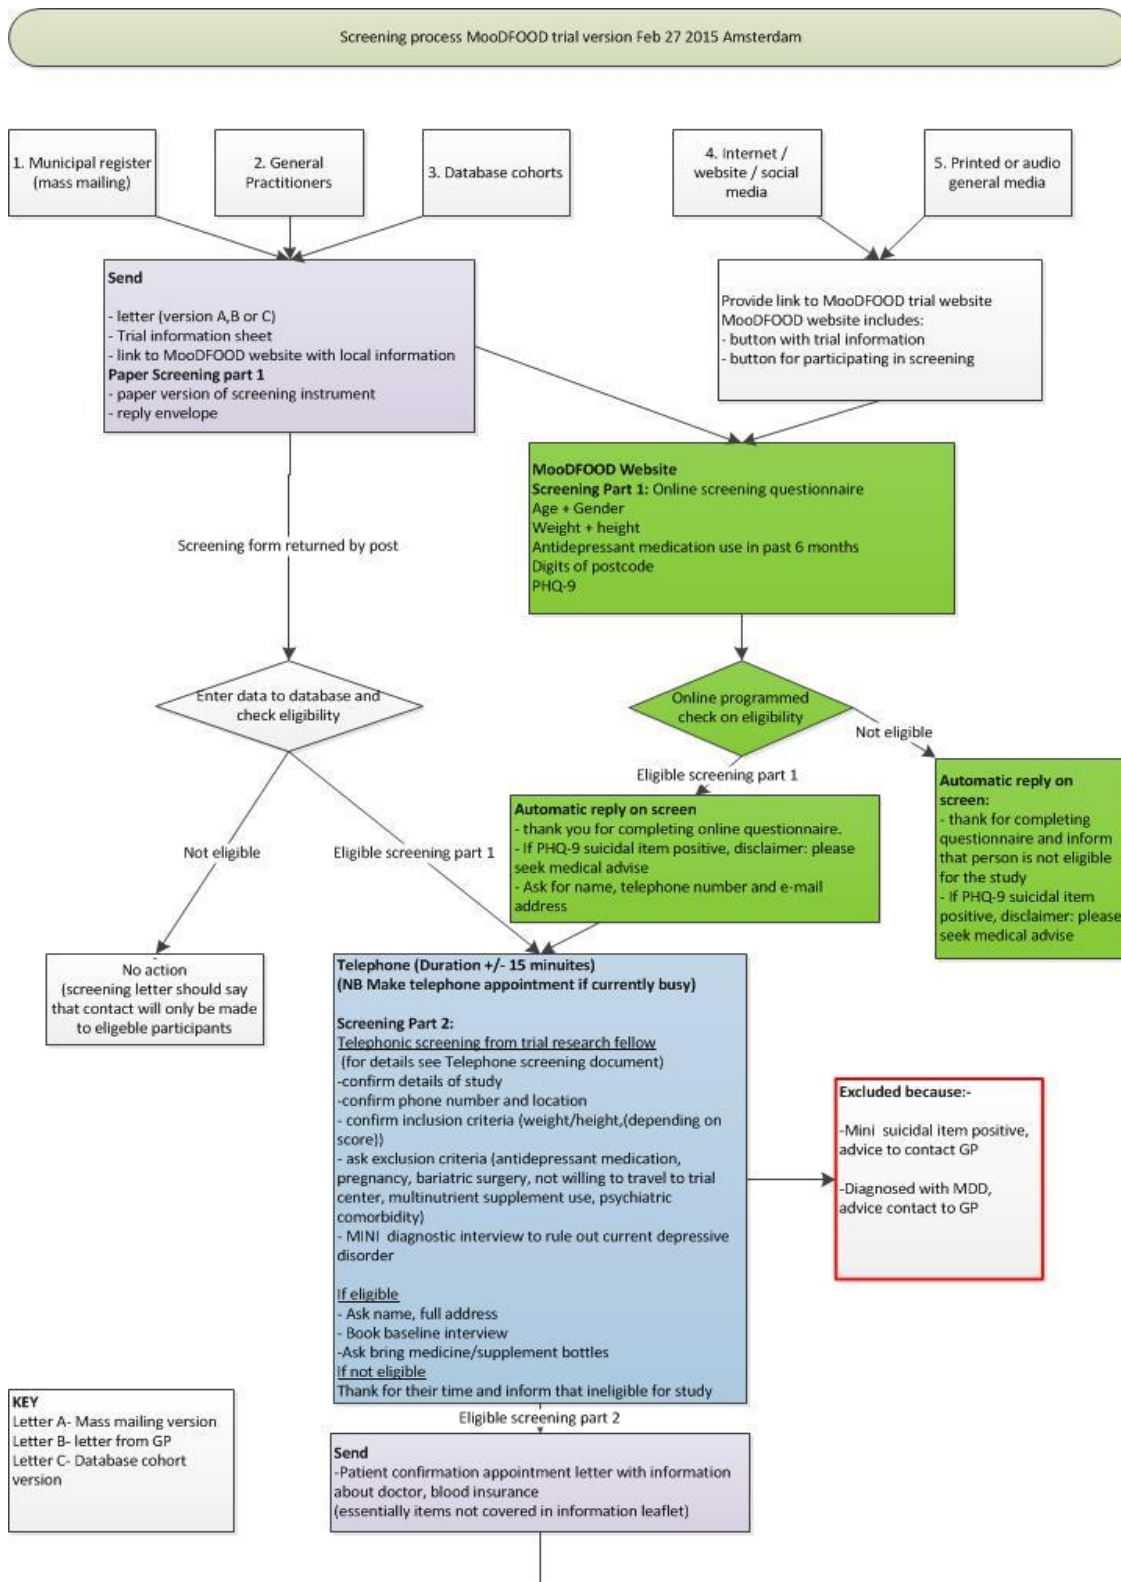 Screening process MooDFOOD trial version Feb 27 2015 Amsterdam
1. Municipal register
(mass mailing)
2. General
Practitioners
3. Database cohorts
4. Internet /
website / social
media
5. Printed or audio
general media
Send
- letter (version A,B or C)
- Trial information sheet
- link to MooDFOOD website with local information
Paper Screening part 1
- paper version of screening instrument
- reply envelope
Provide link to MooDFOOD trial website
MooDFOOD website includes:
- button with trial information
- button for participating in screening
MooDFOOD Website
Screening Part 1: Online screening questionnaire
Age + Gender
Weight + height
Antidepressant medication use in past 6 months
Digits of postcode
PHQ-9
Screening form returned by post
Enter data to database and
check eligibility
Online programmed
check on eligibility
Not eligible
Eligible screening part 1
Automatic reply on screen
- thank you for completing online questionnaire.
- If PHQ-9 suicidal item positive, disclaimer: please
seek medical advise
- Ask for name, telephone number and e-mail
address
Automatic reply on
screen:
- thank for completing
questionnaire and inform
that person is not eligible
for the study
- If PHQ-9 suicidal item
positive, disclaimer: please
seek medical advise
Not eligible
Eligible screening part 1
-
No action
(screening letter should say
that contact will only be made
to eligeble participants
Telephone (Duration +/- 15 minuites)
(NB Make telephone appointment if currently busy)
Screening Part 2:
Telephonic screening from trial research fellow
(for details see Telephone screening document)
-confirm details of study
-confirm phone number and location
- confirm inclusion criteria (weight/height,(depending on
score))
- ask exclusion criteria (antidepressant medication,
pregnancy, bariatric surgery, not willing to travel to trial
center, multinutrient supplement use, psychiatric
comorbidity)
- MINI diagnostic interview to rule out current depressive
disorder
If eligible
- Ask name, full address
- Book baseline interview
-Ask bring medicine/supplement bottles
If not eligible
Thank for their time and inform that ineligible for study
Excluded because:-
-Mini suicidal item positive,
advice to contact GP
-Diagnosed with MDD,
advice contact to GP
KEY
Letter A- Mass mailing version
Letter B- letter from GP
Letter C- Database cohort
version
Eligible screening part 2
Send
-Patient confirmation appointment letter with information
about doctor, blood insurance
(essentially items not covered in information leaflet)